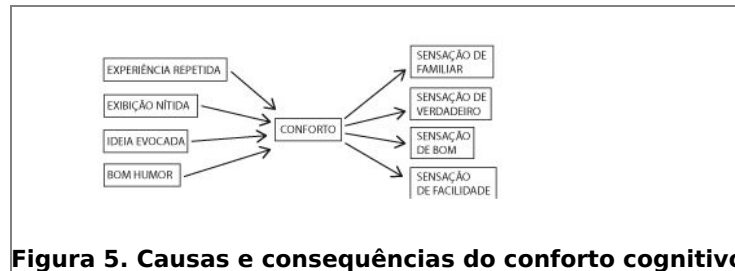 EXPERIÊNCIA REPETIDA
EXIBIÇÃO NÍTIDA
IDEIA EVOCADA
BOM HUMOR
CONFORTO
SENSAÇÃO DE
FAMILIAR
SENSAÇÃO DE
VERDADEIRO
SENSAÇÃO
DE BOM
SENSAÇÃO
DE FACILIDADE
Figura 5. Causas e consequências do conforto cognitivo